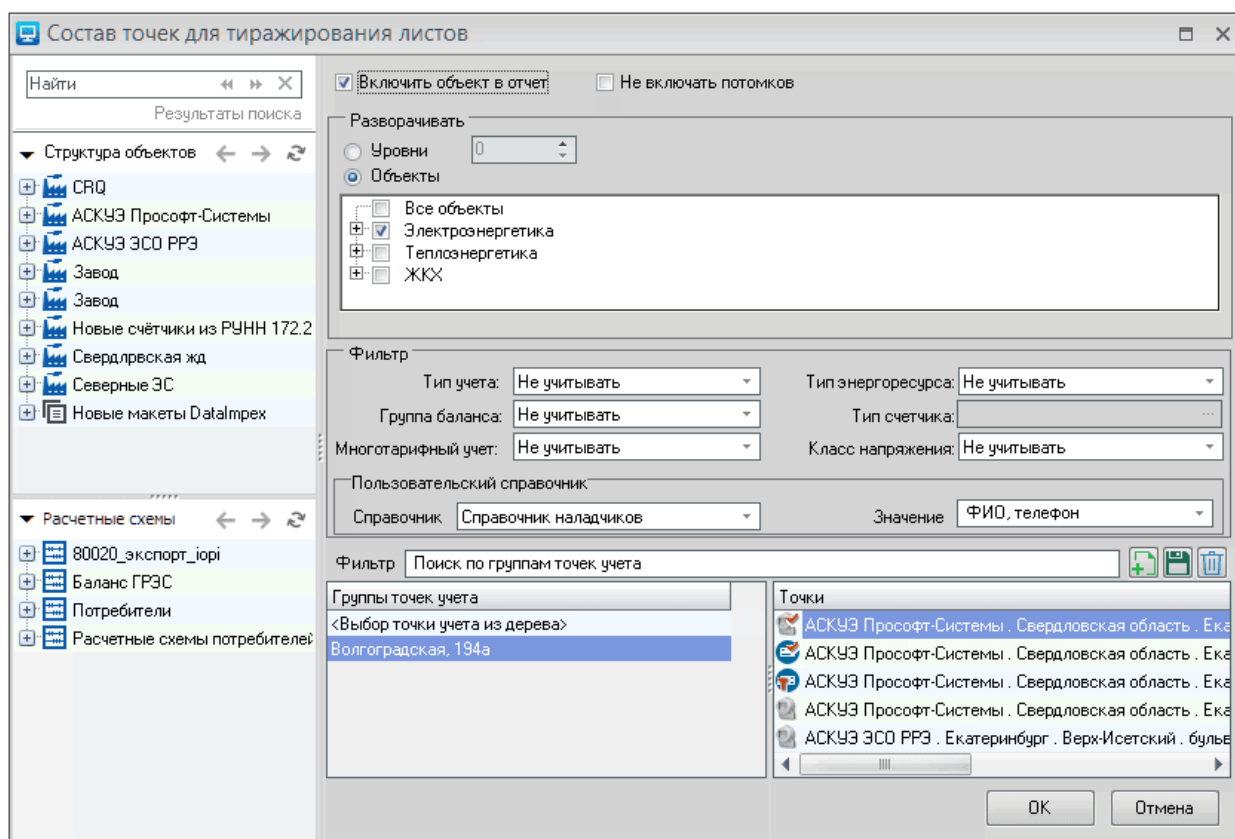 Состав точек для тиражирования листов
Найти
Результаты поиска
Структура объектов
CRQ
АСКУЭ Прософт-Системы
АСКУЭ ЭСО РРЭ
Завод
Завод
Новые счётчики из РУНН 172.2
Свердлрвская жд
Северные ЭС
Новые макеты DataImpex
Расчетные схемы
80020_экспорт_iopi
Баланс ГРЭС
Потребители
Расчетные схемы потребителей
Включить объект в отчет
Не включать потомков
Разворачивать
Уровни 0
Объекты
Все объекты
Электроэнергетика
Теплоэнергетика
ЖКХ
Фильтр
Тип учета: Не учитывать Тип энергоресурса: Не учитывать
Группа баланса: Не учитывать Тип счетчика: ...
Многотарифный учет: Не учитывать Класс напряжения: Не учитывать
Пользовательский справочник
Справочник Справочник наладчиков Значение ФИО, телефон
Фильтр Поиск по группам точек учета
Группы точек учета
<Выбор точки учета из дерева>
Волгоградская, 194а
Точки
АСКУЭ Прософт-Системы . Свердловская область . Ека
АСКУЭ Прософт-Системы . Свердловская область . Ека
АСКУЭ Прософт-Системы . Свердловская область . Ека
АСКУЭ Прософт-Системы . Свердловская область . Ека
АСКУЭ ЭСО РРЭ . Екатеринбург . Верх-Исетский . бульв
ОК Отмена